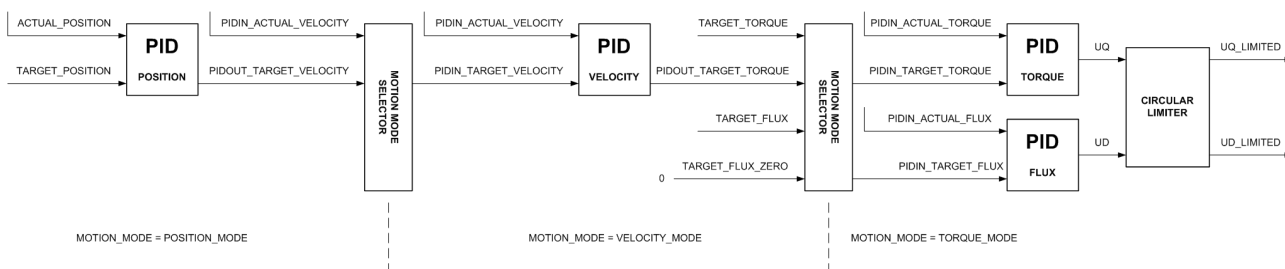 ACTUAL_POSITION
PIDIN_ACTUAL_VELOCITY
PIDIN_ACTUAL_VELOCITY
TARGET_TORQUE
PIDIN_ACTUAL_TORQUE
PID
POSITION
TARGET_POSITION
PIDOUT_TARGET_VELOCITY
MOTION MODE
SELECTOR
PIDIN_TARGET_VELOCITY
PID
VELOCITY
PIDOUT_TARGET_TORQUE
MOTION MODE
SELECTOR
PIDIN_TARGET_TORQUE
PID
TORQUE
UQ
UQ_LIMITED
CIRCULAR
LIMITER
TARGET_FLUX
PIDIN_ACTUAL_FLUX
PID
FLUX
UD
UD_LIMITED
0
TARGET_FLUX_ZERO
PIDIN_TARGET_FLUX
MOTION_MODE = POSITION_MODE
MOTION_MODE = VELOCITY_MODE
MOTION_MODE = TORQUE_MODE